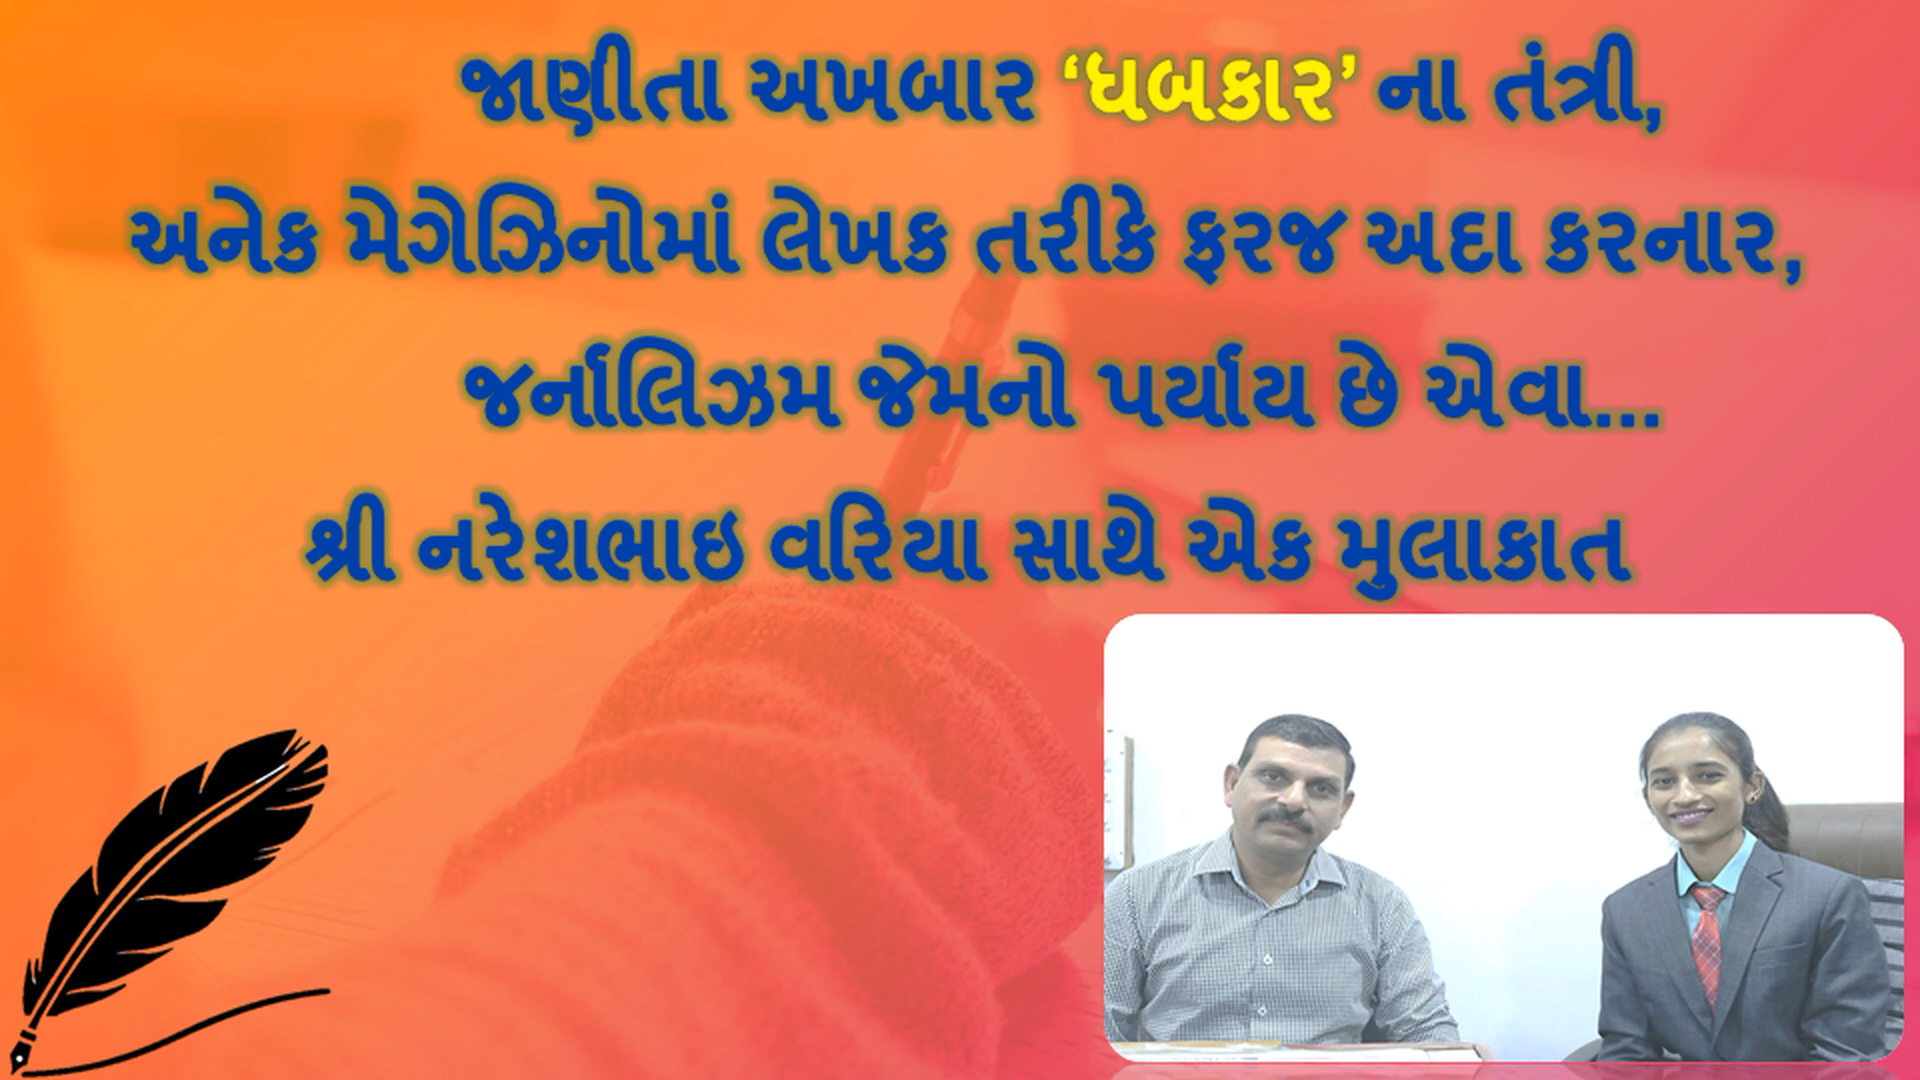 જાણીતા અખબાર ‘ધબકાર’ ના તંત્રી,
અનેક મેગેઝિનોમાં લેખક તરીકે ફરજ અદા કરનાર,
જર્નાલિઝમ જેમનો પર્યાય છે એવા...
શ્રી નરેશભાઇ વરિયા સાથે એક મુલાકાત